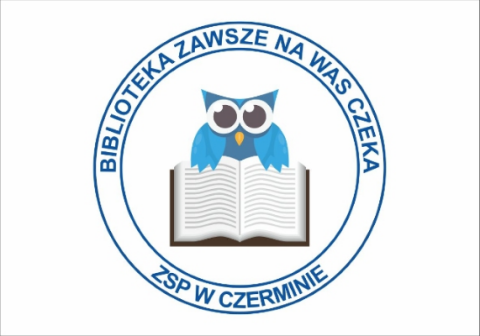 BIBLIOTEKA ZAWSZE NA WAS CZEKA
ZSP W CZERMINIE